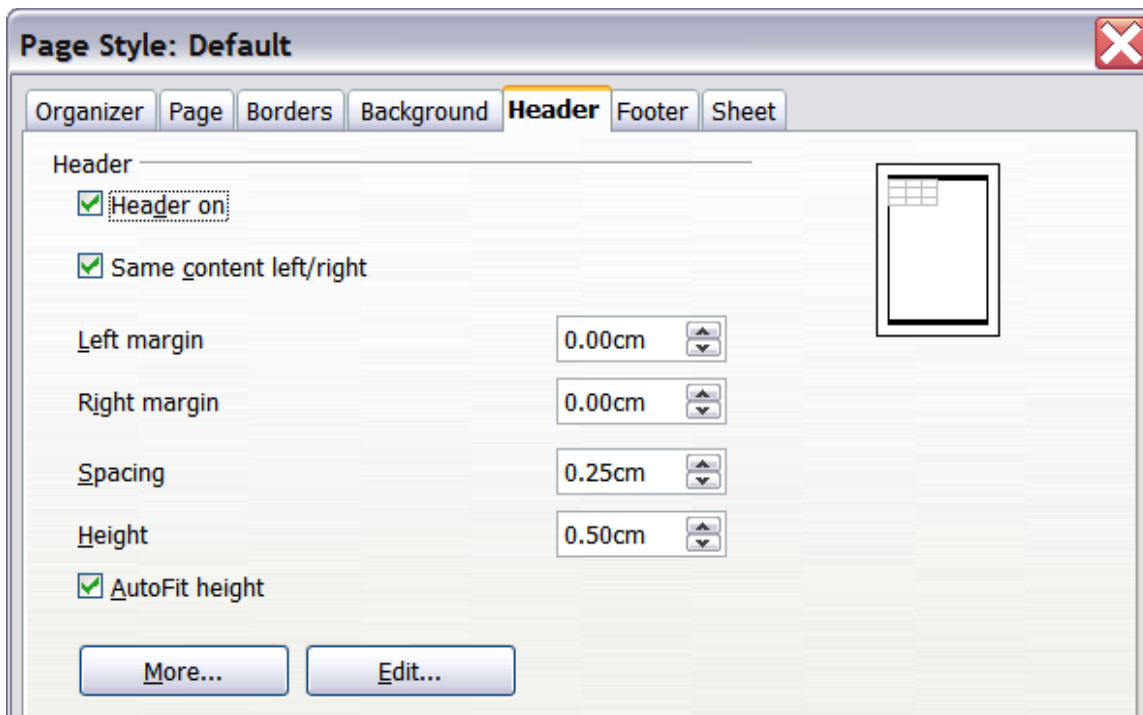 Page Style: Default
Organizer Page Borders Background Header Footer Sheet
Header
Header on
Same content left/right
Left margin 0.00cm
Right margin 0.00cm
Spacing 0.25cm
Height 0.50cm
AutoFit height
More... Edit...